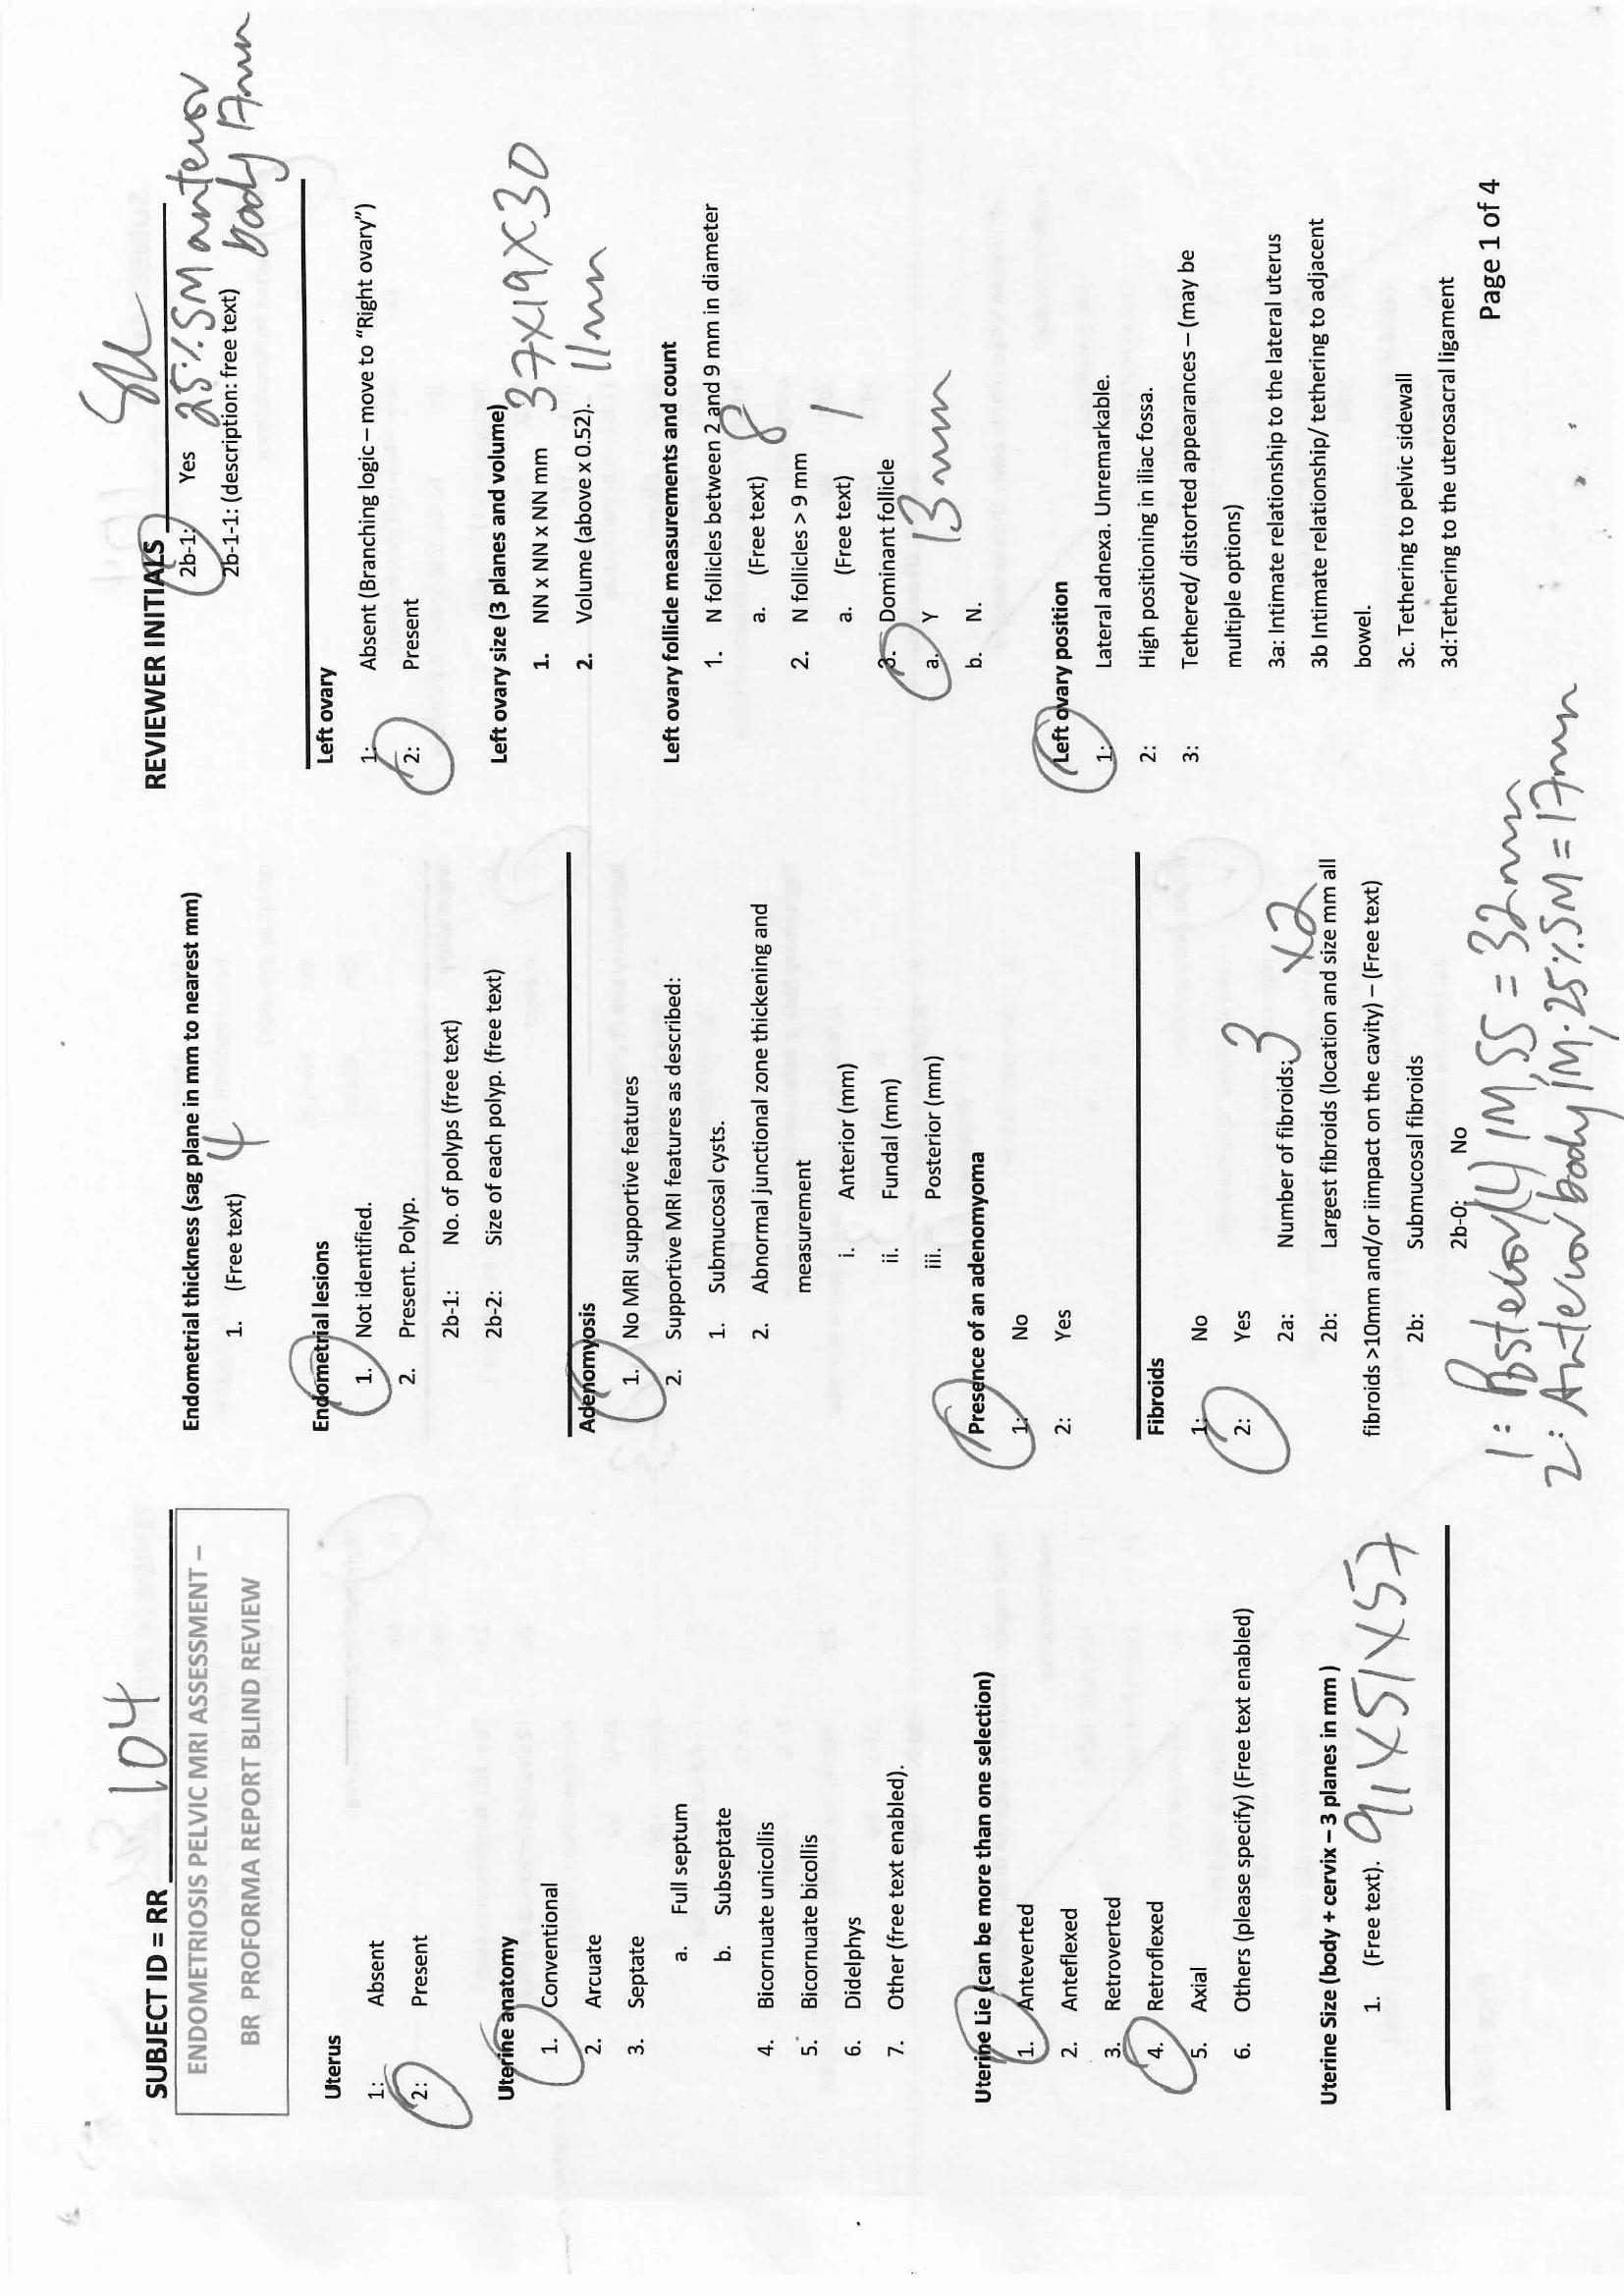 SUBJECT ID = RR 104
ENDOMETRIOSIS PELVIC MRI ASSESSMENT –
BR PROFORMA REPORT BLIND REVIEW
Uterus
1: Absent
2: Present
Uterine anatomy
1. Conventional
2. Arcuate
3. Septate
a. Full septum
b. Subseptate
4. Bicornuate unicollis
5. Bicornuate bicollis
6. Didelphys
7. Other (free text enabled).
Uterine Lie (can be more than one selection)
1. Anteverted
2. Anteflexed
3. Retroverted
4. Retroflexed
5. Axial
6. Others (please specify) (Free text enabled)
Uterine Size (body + cervix – 3 planes in mm )
1. (Free text). 91X51X57
Endometrial thickness (sag plane in mm to nearest mm)
1. (Free text) 4
Endometrial lesions
1. Not identified.
2. Present. Polyp.
2b-1: No. of polyps (free text)
2b-2: Size of each polyp. (free text)
Adenomyosis
1. No MRI supportive features
2. Supportive MRI features as described:
1. Submucosal cysts.
2. Abnormal junctional zone thickening and
measurement
i. Anterior (mm)
ii. Fundal (mm)
iii. Posterior (mm)
Presence of an adenomyoma
1: No
2: Yes
Fibroids
1: No
2: Yes
2a: Number of fibroids: 3 x2
2b: Largest fibroids (location and size mm all
fibroids >10mm and/or iimpact on the cavity) – (Free text)
2b: Submucosal fibroids
2b-0: No
1: IM, SS = 32mm
2: Anterior body IM. 25% SM = 17mm
REVIEWER INITIALS
2b-1: Yes 25% SM anterior
body 17mm
2b-1-1: (description: free text)
Left ovary
1: Absent (Branching logic – move to “Right ovary”)
2: Present
Left ovary size (3 planes and volume)
1. NN x NN x NN mm 37x19x30
2. Volume (above x 0.52). 11mm
Left ovary follicle measurements and count
1. N follicles between 2 and 9 mm in diameter
a. (Free text) 8
2. N follicles > 9 mm
a. (Free text) 1
3. Dominant follicle
a. Y 13mm
b. N.
Left ovary position
1: Lateral adnexa. Unremarkable.
2: High positioning in iliac fossa.
3: Tethered/ distorted appearances – (may be
multiple options)
3a: Intimate relationship to the lateral uterus
3b Intimate relationship/ tethering to adjacent
bowel.
3c. Tethering to pelvic sidewall
3d:Tethering to the uterosacral ligament
Page 1 of 4